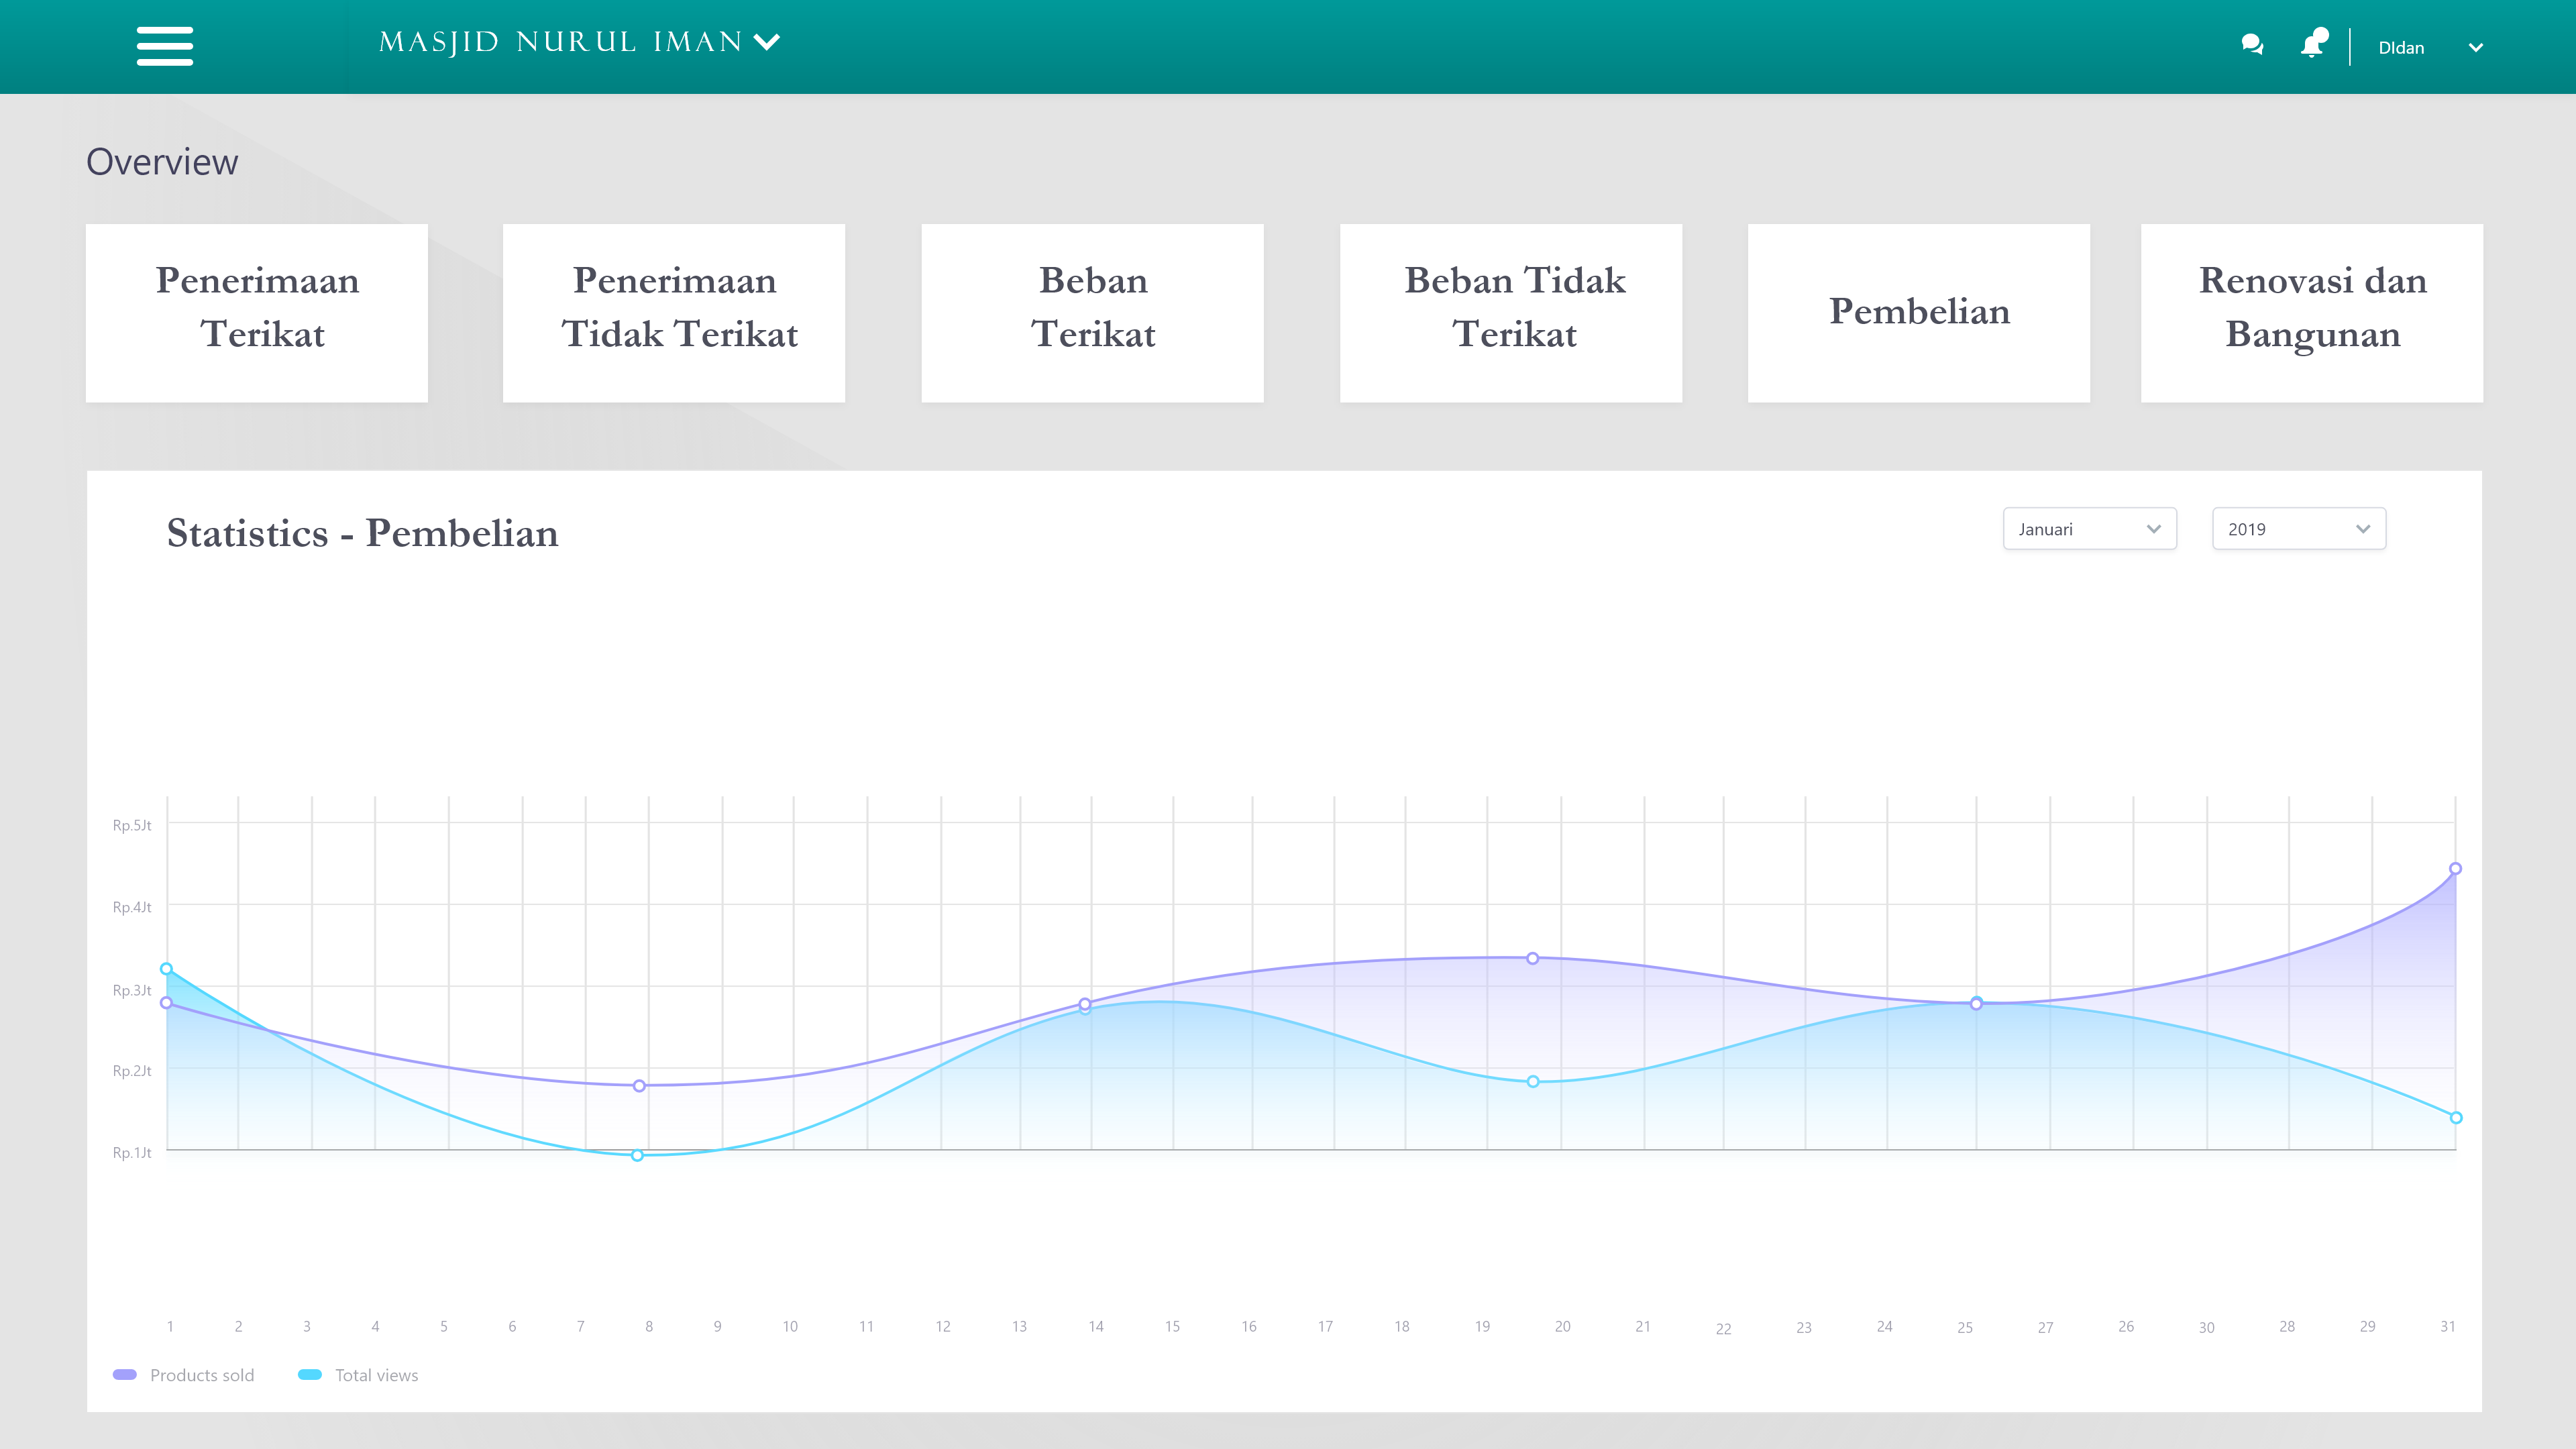 MASJID NURUL IMAN
DIdan
Overview
Penerimaan
Terikat
Penerimaan
Tidak Terikat
Beban
Terikat
Beban Tidak
Terikat
Pembelian
Renovasi dan
Bangunan
Statistics - Pembelian
Januari
2019
Rp.5Jt
Rp.4Jt
Rp.3Jt
Rp.2Jt
Rp.1Jt
1 2 3 4 5 6 7 8 9 10 11 12 13 14 15 16 17 18 19 20 21 22 23 24 25 27 26 30 28 29 31
Products sold
Total views